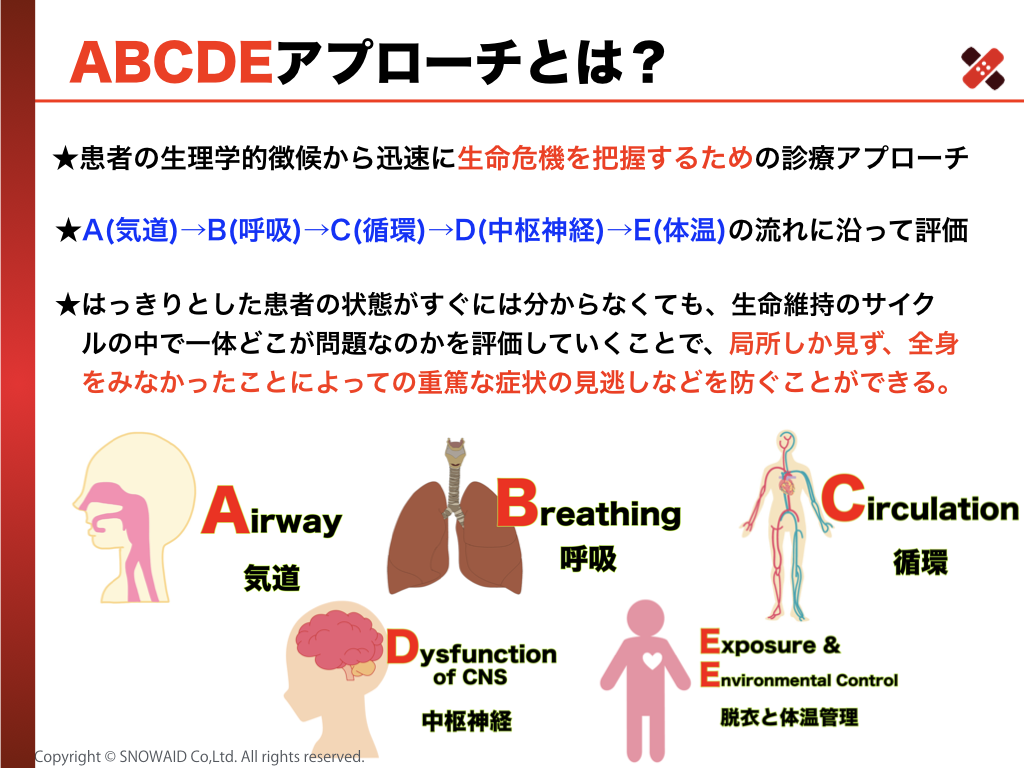 ABCDEアプローチとは？
★患者の生理学的徴候から迅速に生命危機を把握するための診療アプローチ
★A(気道)→B(呼吸)→C(循環)→D(中枢神経)→E(体温)の流れに沿って評価
★はっきりとした患者の状態がすぐには分からなくても、生命維持のサイク
ルの中で一体どこが問題なのかを評価していくことで、局所しか見ず、全身
をみなかったことによっての重篤な症状の見逃しなどを防ぐことができる。
Airway
気道
Breathing
呼吸
Circulation
循環
Dysfunction
of CNS
中枢神経
Exposure &
Environmental Control
脱衣と体温管理
Copyright © SNOWAID Co,Ltd. All rights reserved.